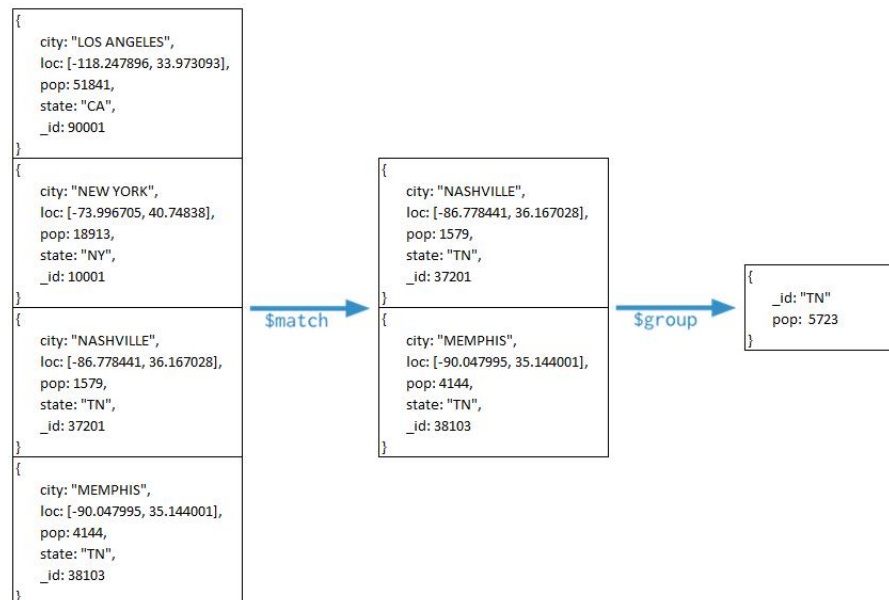 {
city: "LOS ANGELES",
loc: [-118.247896, 33.973093],
pop: 51841,
state: "CA",
_id: 90001
}
{
city: "NEW YORK",
loc: [-73.996705, 40.74838],
pop: 18913,
state: "NY",
_id: 10001
}
{
city: "NASHVILLE",
loc: [-86.778441, 36.167028],
pop: 1579,
state: "TN",
_id: 37201
}
{
city: "MEMPHIS",
loc: [-90.047995, 35.144001],
pop: 4144,
state: "TN",
_id: 38103
}
$match
{
city: "NASHVILLE",
loc: [-86.778441, 36.167028],
pop: 1579,
state: "TN",
_id: 37201
}
{
city: "MEMPHIS",
loc: [-90.047995, 35.144001],
pop: 4144,
state: "TN",
_id: 38103
}
$group
{
_id: "TN"
pop: 5723
}